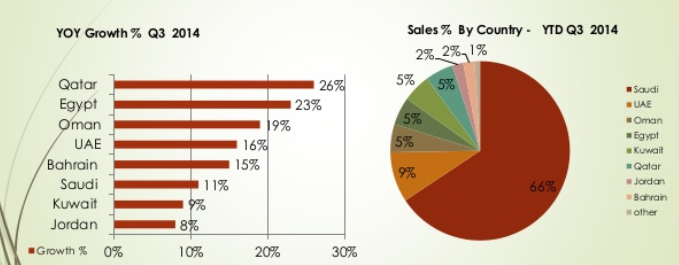 YOY Growth % Q3 2014
Qatar 26%
Egypt 23%
Oman 19%
UAE 16%
Bahrain 15%
Saudi 11%
Kuwait 9%
Jordan 8%
Growth % 0% 10% 20% 30%
Sales % By Country - YTD Q3 2014
2% 2% 1%
5% 5%
5%
5%
9%
66%
Saudi
UAE
Oman
Egypt
Kuwait
Qatar
Jordan
Bahrain
other